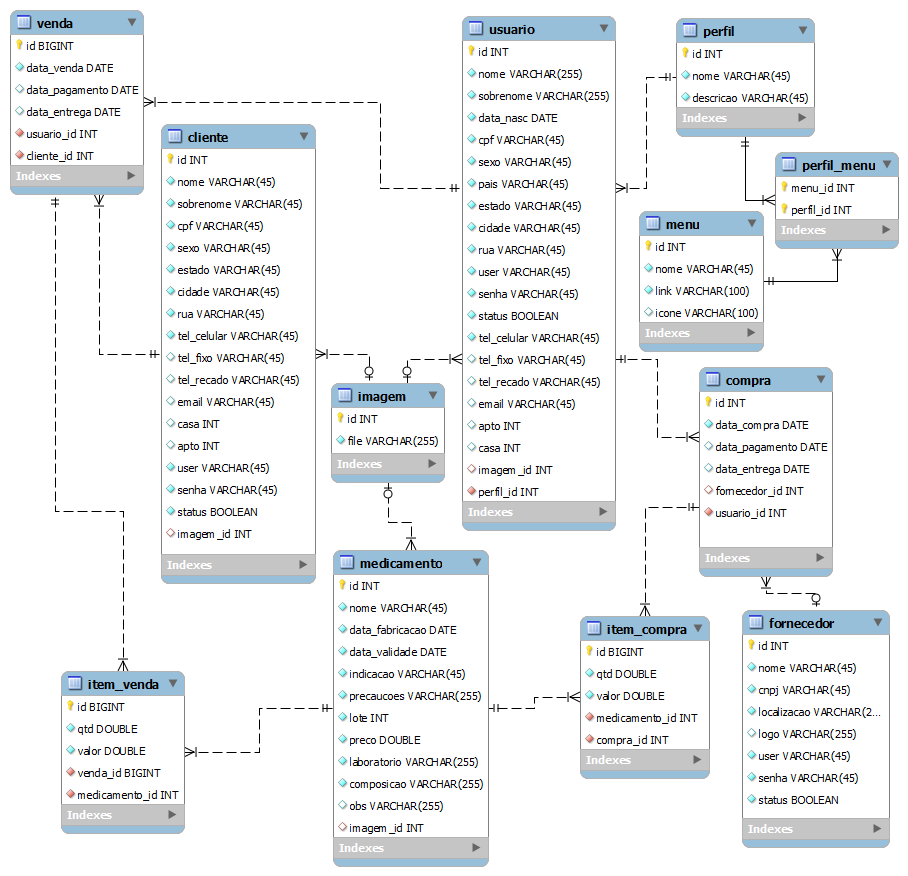 venda
id BIGINT
data_venda DATE
data_pagamento DATE
data_entrega DATE
usuario_id INT
cliente_id INT
Indexes
cliente
id INT
nome VARCHAR(45)
sobrenome VARCHAR(45)
cpf VARCHAR(45)
sexo VARCHAR(45)
estado VARCHAR(45)
cidade VARCHAR(45)
rua VARCHAR(45)
tel_celular VARCHAR(45)
tel_fixo VARCHAR(45)
tel_recado VARCHAR(45)
email VARCHAR(45)
casa INT
apto INT
user VARCHAR(45)
senha VARCHAR(45)
status BOOLEAN
imagem_id INT
Indexes
usuario
id INT
nome VARCHAR(255)
sobrenome VARCHAR(255)
data_nasc DATE
cpf VARCHAR(45)
sexo VARCHAR(45)
pais VARCHAR(45)
estado VARCHAR(45)
cidade VARCHAR(45)
rua VARCHAR(45)
user VARCHAR(45)
senha VARCHAR(45)
status BOOLEAN
tel_celular VARCHAR(45)
tel_fixo VARCHAR(45)
tel_recado VARCHAR(45)
email VARCHAR(45)
apto INT
casa INT
imagem_id INT
perfil_id INT
Indexes
perfil
id INT
nome VARCHAR(45)
descricao VARCHAR(45)
Indexes
perfil_menu
menu_id INT
perfil_id INT
Indexes
menu
id INT
nome VARCHAR(45)
link VARCHAR(100)
icone VARCHAR(100)
Indexes
imagem
id INT
file VARCHAR(255)
Indexes
compra
id INT
data_compra DATE
data_pagamento DATE
data_entrega DATE
fornecedor_id INT
usuario_id INT
Indexes
medicamento
id INT
nome VARCHAR(45)
data_fabricacao DATE
data_validade DATE
indicacao VARCHAR(45)
precaucoes VARCHAR(255)
lote INT
preco DOUBLE
laboratorio VARCHAR(255)
composicao VARCHAR(255)
obs VARCHAR(255)
imagem_id INT
Indexes
item_compra
id BIGINT
qtd DOUBLE
valor DOUBLE
medicamento_id INT
compra_id INT
Indexes
fornecedor
id INT
nome VARCHAR(45)
cnpj VARCHAR(45)
localizacao VARCHAR(2...
logo VARCHAR(255)
user VARCHAR(45)
senha VARCHAR(45)
status BOOLEAN
Indexes
item_venda
id BIGINT
qtd DOUBLE
valor DOUBLE
venda_id BIGINT
medicamento_id INT
Indexes